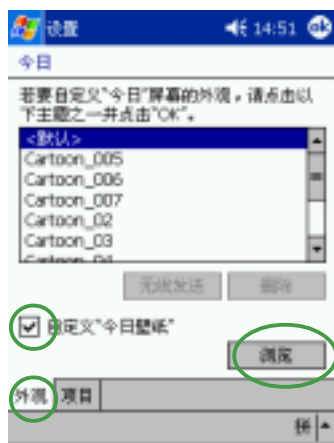 设置 14:51 ok
今日
若要自定义“今日”屏幕的外观，请点击以
下主题之一并点击“OK”。
<默认>
Cartoon_005
Cartoon_006
Cartoon_007
Cartoon_02
Cartoon_03
Cartoon_04
无线发送 删除
自定义“今日壁纸”
浏览
外观 项目
拼